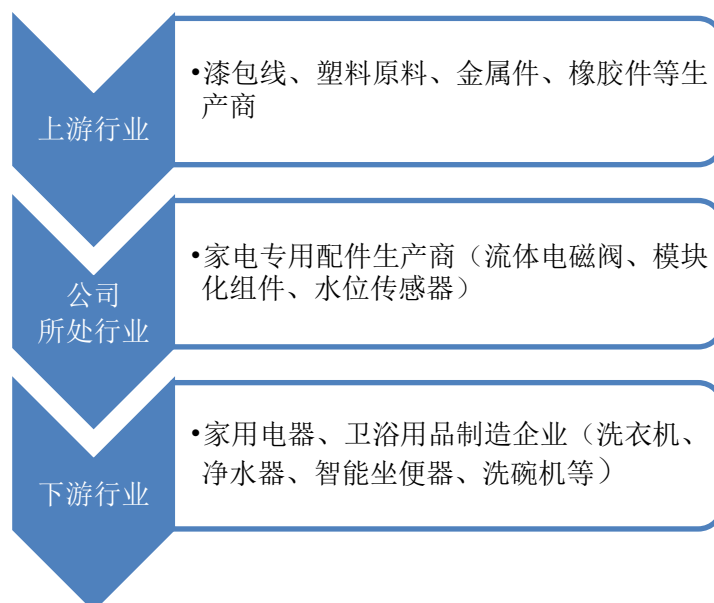 上游行业
•漆包线、塑料原料、金属件、橡胶件等生
产商
公司
所处行业
•家电专用配件生产商（流体电磁阀、模块
化组件、水位传感器）
下游行业
•家用电器、卫浴用品制造企业（洗衣机、
净水器、智能坐便器、洗碗机等）